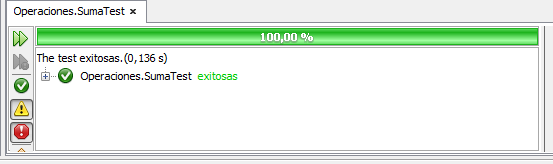 Operaciones.SumaTest
100,00 %
The test exitosas.(0,136 s)
Operaciones.SumaTest exitosas